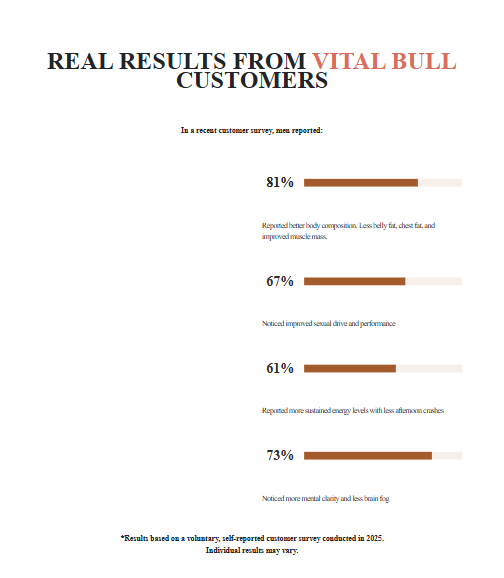 REAL RESULTS FROM VITAL BULL
CUSTOMERS
In a recent customer survey, men reported:
81%
Reported better body composition. Less belly fat, chest fat, and
improved muscle mass.
67%
Noticed improved sexual drive and performance
61%
Reported more sustained energy levels with less afternoon crashes
73%
Noticed more mental clarity and less brain fog
*Results based on a voluntary, self-reported customer survey conducted in 2025.
Individual results may vary.